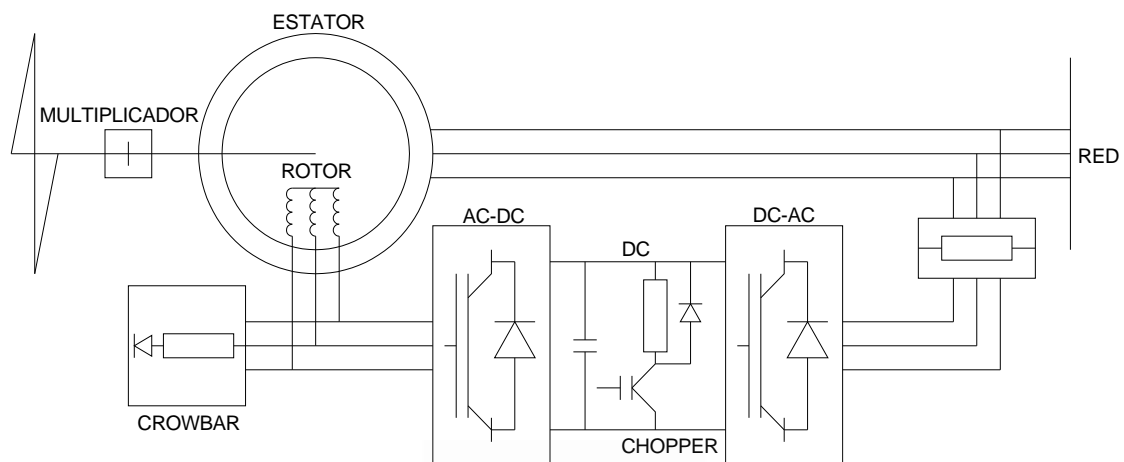 ESTATOR
MULTIPLICADOR
RED
ROTOR
AC-DC
DC-AC
DC
CROWBAR
CHOPPER